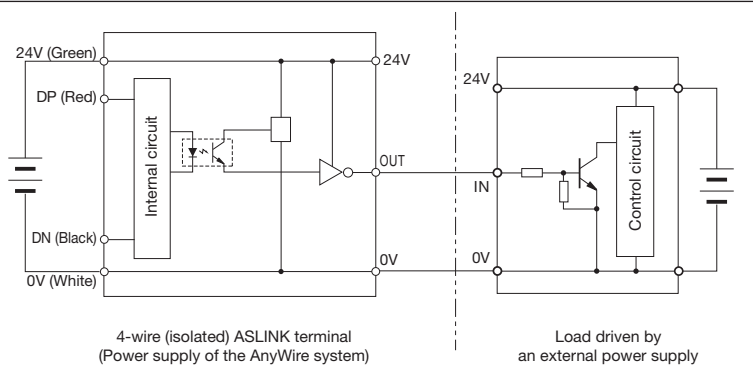 24V (Green)
DP (Red)
DN (Black)
0V (White)
Internal circuit
24V
OUT
0V
24V
IN
0V
Control circuit
4-wire (isolated) ASLINK terminal
(Power supply of the AnyWire system)
Load driven by
an external power supply